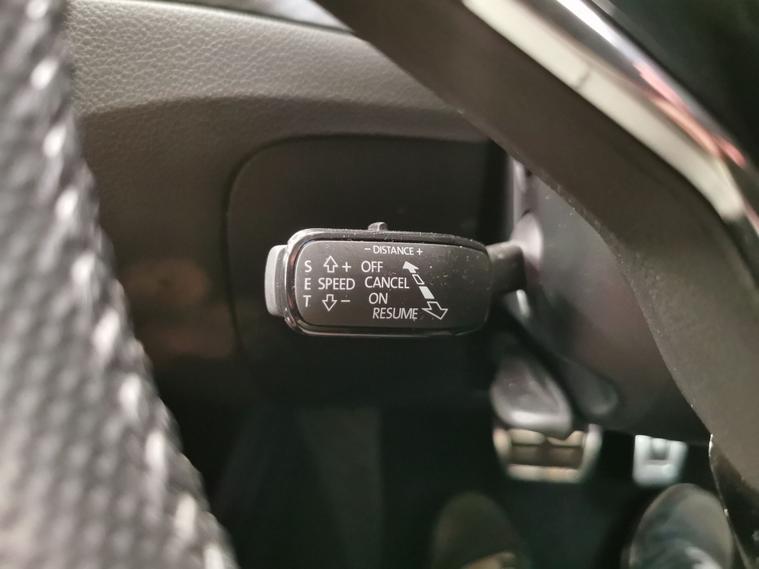 − DISTANCE +
S + OFF
E SPEED CANCEL
T − ON
RESUME